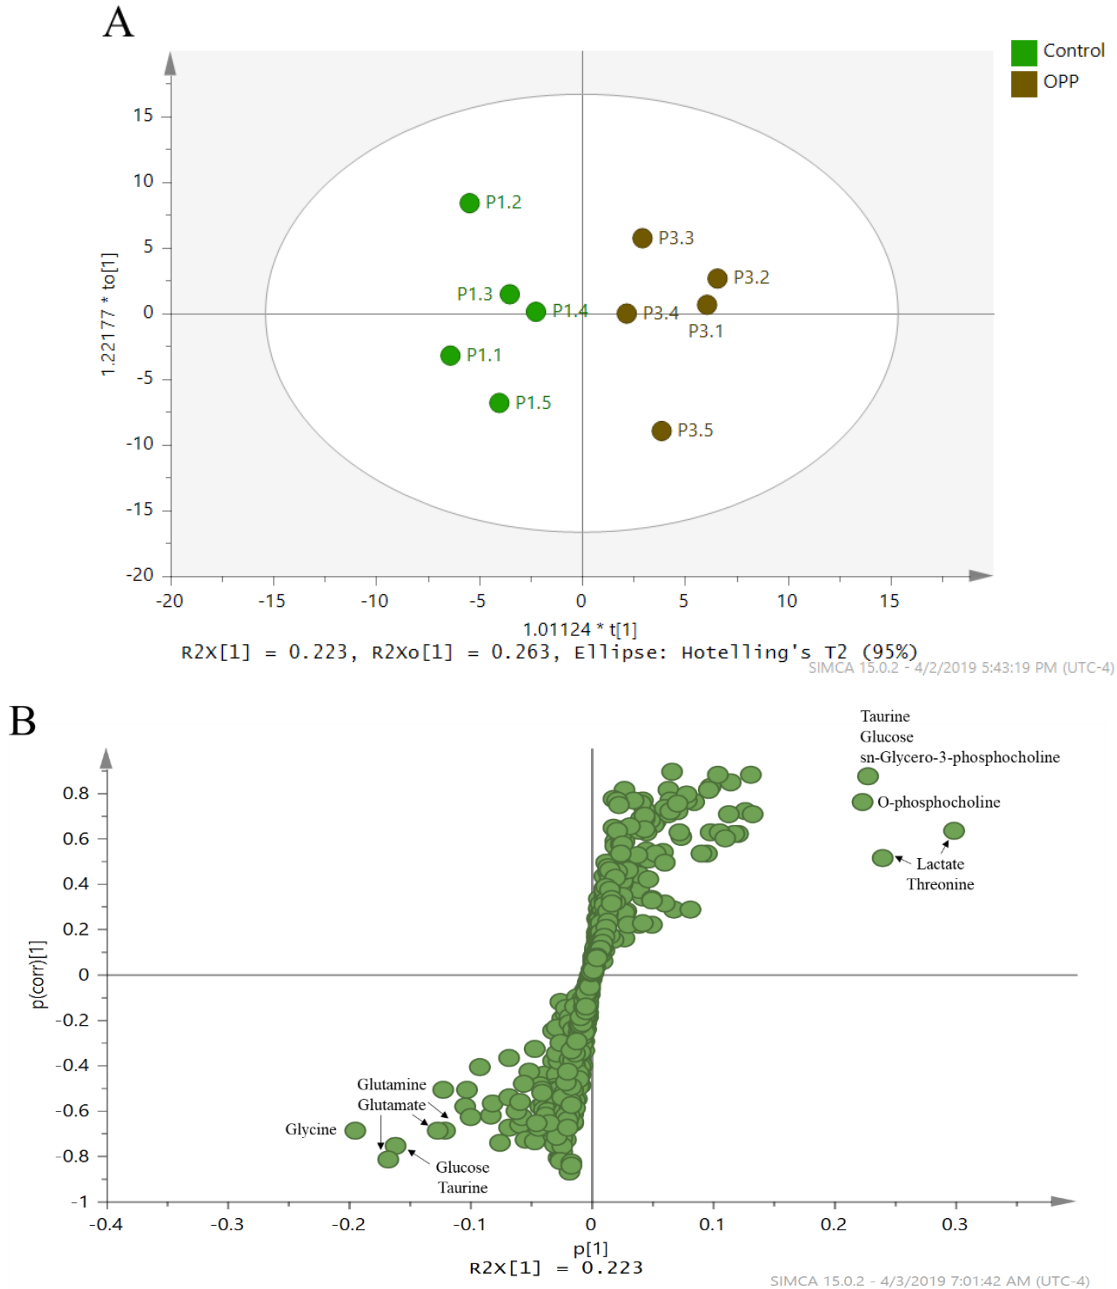 A
Control
OPP
15
10
5
0
-5
-10
-15
-20
1.22177 * to[1]
P1.2
P1.3
P1.4
P1.1
P1.5
P3.3
P3.2
P3.4
P3.1
P3.5
-20 -15 -10 -5 0 5 10 15
1.01124 * t[1]
R2X[1] = 0.223, R2Xo[1] = 0.263, Ellipse: Hotelling's T2 (95%)
SIMCA 15.0.2 - 4/2/2019 5:43:19 PM (UTC-4)
B
Taurine
Glucose
sn-Glycero-3-phosphocholine
O-phosphocholine
Lactate
Threonine
0.8
0.6
0.4
0.2
0
-0.2
-0.4
-0.6
-0.8
-1
p(corr)[1]
Glutamine
Glutamate
Glycine
Glucose
Taurine
-0.4 -0.3 -0.2 -0.1 0 0.1 0.2 0.3
p[1]
R2X[1] = 0.223
SIMCA 15.0.2 - 4/3/2019 7:01:42 AM (UTC-4)